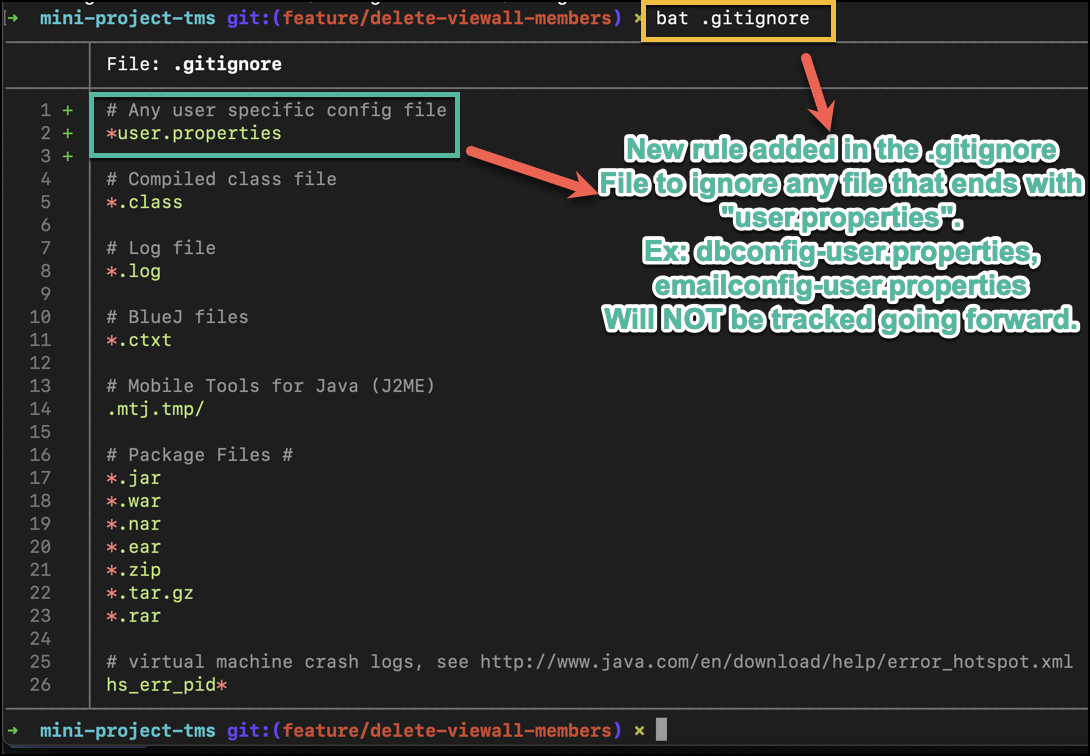 → mini-project-tms git:(feature/delete-viewall-members) × bat .gitignore
File: .gitignore
1 + # Any user specific config file
2 + *user.properties
3 +
4 # Compiled class file
5 *.class
6
7 # Log file
8 *.log
9
10 # BlueJ files
11 *.ctxt
12
13 # Mobile Tools for Java (J2ME)
14 .mtj.tmp/
15
16 # Package Files #
17 *.jar
18 *.war
19 *.nar
20 *.ear
21 *.zip
22 *.tar.gz
23 *.rar
24
25 # virtual machine crash logs, see http://www.java.com/en/download/help/error_hotspot.xml
26 hs_err_pid*
New rule added in the .gitignore
File to ignore any file that ends with
"user.properties".
Ex: dbconfig-user.properties,
emailconfig-user.properties
Will NOT be tracked going forward.
→ mini-project-tms git:(feature/delete-viewall-members) ×